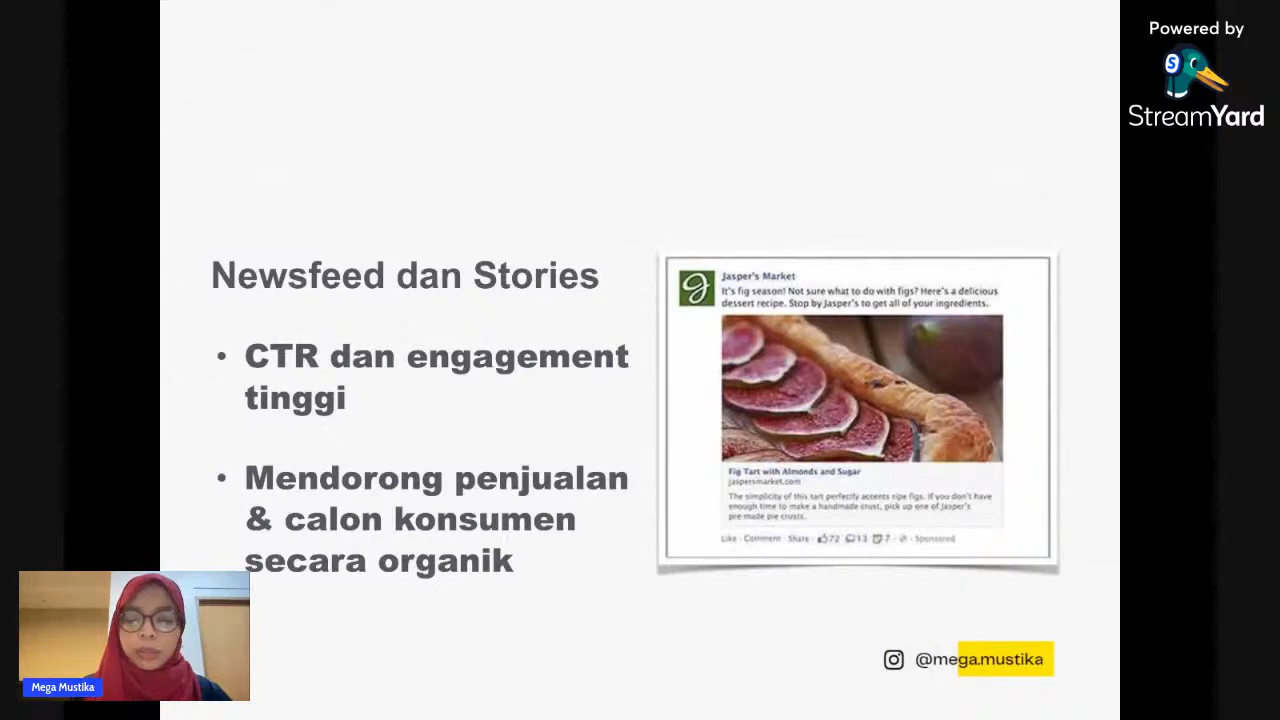 Powered by
StreamYard
Newsfeed dan Stories
• CTR dan engagement
tinggi
• Mendorong penjualan
& calon konsumen
secara organik
Jasper's Market
It's fig season! Not sure what to do with figs? Here's a delicious
dessert recipe. Stop by Jasper's to get all of your ingredients.
Fig Tart with Almonds and Sugar
jaspersmarket.com
The simplicity of this tart perfectly accents ripe figs. If you don't have
enough time to make a handmade crust, pick up one of Jasper's
pre-made pie crusts.
Like · Comment · Share · 72 13 7 · Sponsored
@mega.mustika
Mega Mustika